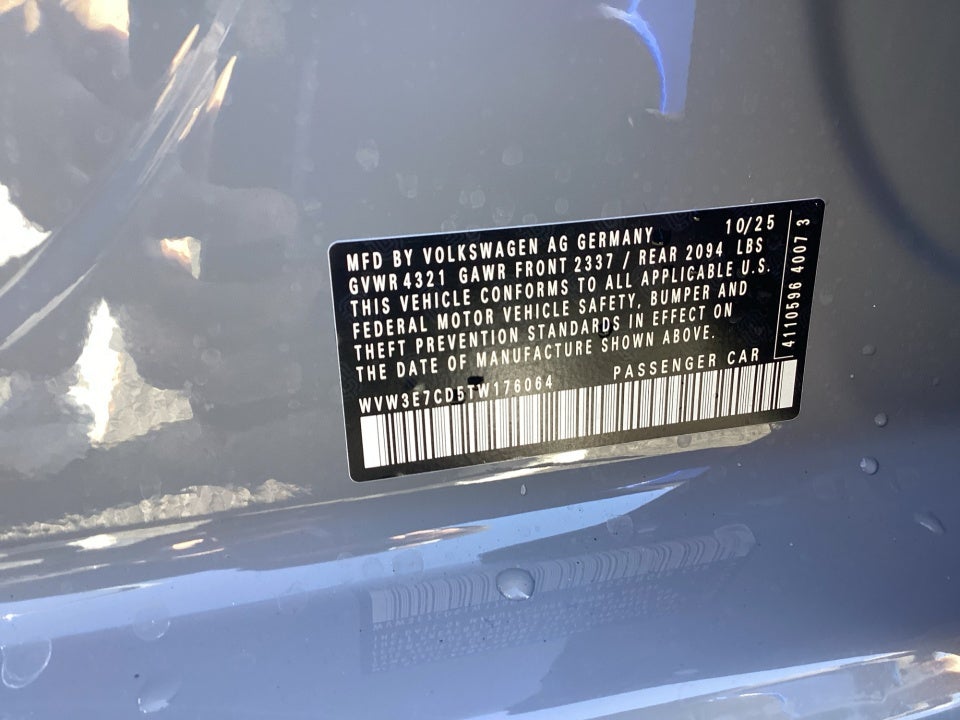 MFD BY VOLKSWAGEN AG GERMANY 10/25
GVWR 4321 GAWR FRONT 2337 / REAR 2094 LBS
THIS VEHICLE CONFORMS TO ALL APPLICABLE U.S.
FEDERAL MOTOR VEHICLE SAFETY, BUMPER AND
THEFT PREVENTION STANDARDS IN EFFECT ON
THE DATE OF MANUFACTURE SHOWN ABOVE.
WVW3E7CD5TW176064 PASSENGER CAR
4110596 4007 3